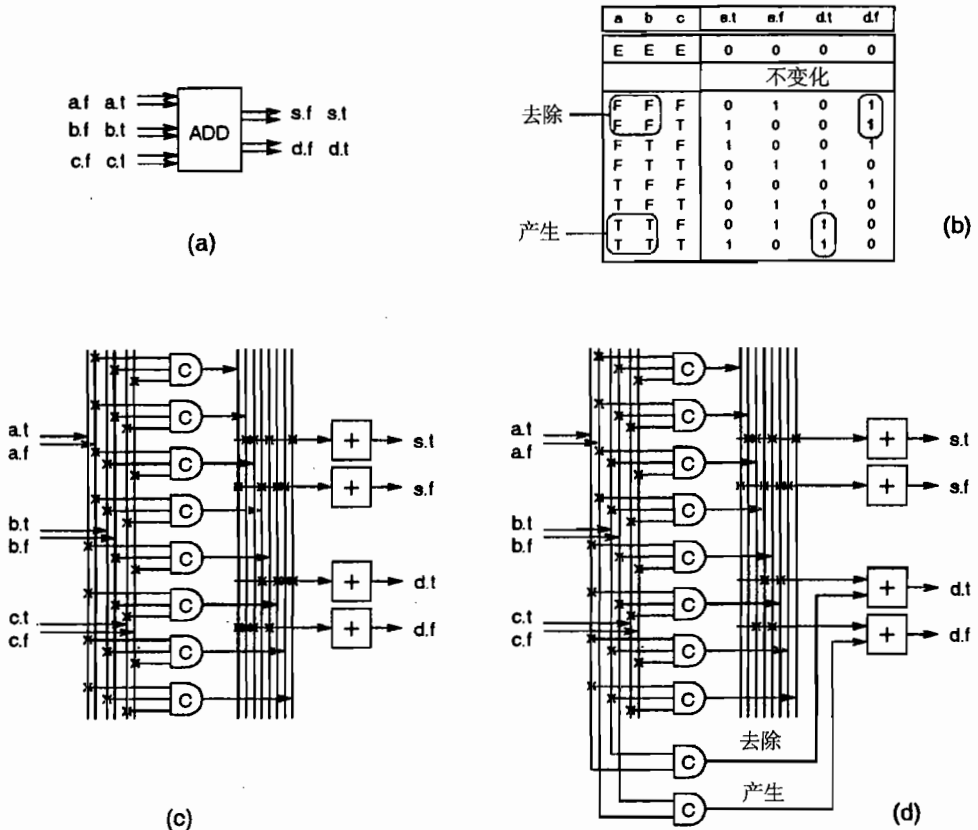 a.f a.t
b.f b.t
c.f c.t
ADD
s.f s.t
d.f d.t
(a)
a b c s.t s.f d.t d.f
E E E 0 0 0 0
不变化
去除
F F F 0 1 0 1
F F T 1 0 0 1
F T F 1 0 0 1
F T T 0 1 1 0
T F F 1 0 0 1
T F T 0 1 1 0
产生
T T F 0 1 1 0
T T T 1 0 1 0
(b)
a.t
a.f
b.t
b.f
c.t
c.f
C
C
C
C
C
C
C
C
+ s.t
+ s.f
+ d.t
+ d.f
(c)
a.t
a.f
b.t
b.f
c.t
c.f
C
C
C
C
C
C
C
C
C
C
+ s.t
+ s.f
+ d.t
+ d.f
去除
产生
(d)